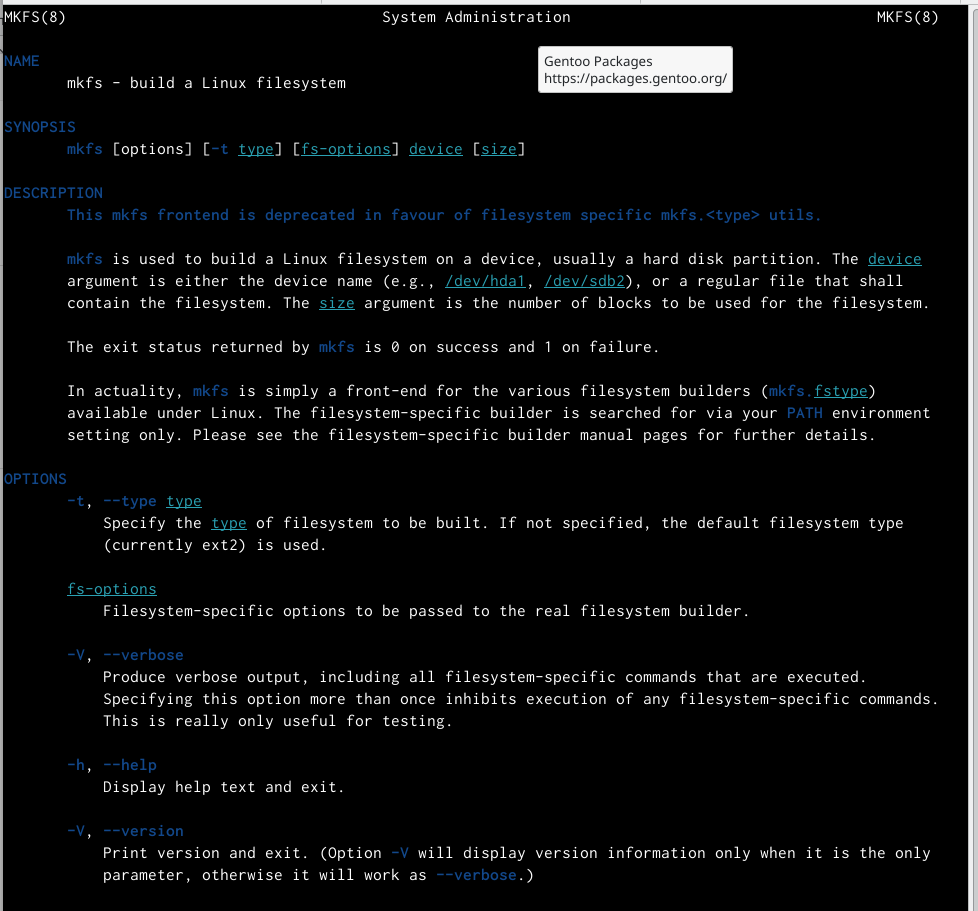 MKFS(8) System Administration MKFS(8)
NAME
Gentoo Packages
https://packages.gentoo.org/
mkfs - build a Linux filesystem
SYNOPSIS
mkfs [options] [-t type] [fs-options] device [size]
DESCRIPTION
This mkfs frontend is deprecated in favour of filesystem specific mkfs.<type> utils.
mkfs is used to build a Linux filesystem on a device, usually a hard disk partition. The device
argument is either the device name (e.g., /dev/hda1, /dev/sdb2), or a regular file that shall
contain the filesystem. The size argument is the number of blocks to be used for the filesystem.
The exit status returned by mkfs is 0 on success and 1 on failure.
In actuality, mkfs is simply a front-end for the various filesystem builders (mkfs.fstype)
available under Linux. The filesystem-specific builder is searched for via your PATH environment
setting only. Please see the filesystem-specific builder manual pages for further details.
OPTIONS
-t, --type type
Specify the type of filesystem to be built. If not specified, the default filesystem type
(currently ext2) is used.
fs-options
Filesystem-specific options to be passed to the real filesystem builder.
-V, --verbose
Produce verbose output, including all filesystem-specific commands that are executed.
Specifying this option more than once inhibits execution of any filesystem-specific commands.
This is really only useful for testing.
-h, --help
Display help text and exit.
-V, --version
Print version and exit. (Option -V will display version information only when it is the only
parameter, otherwise it will work as --verbose.)